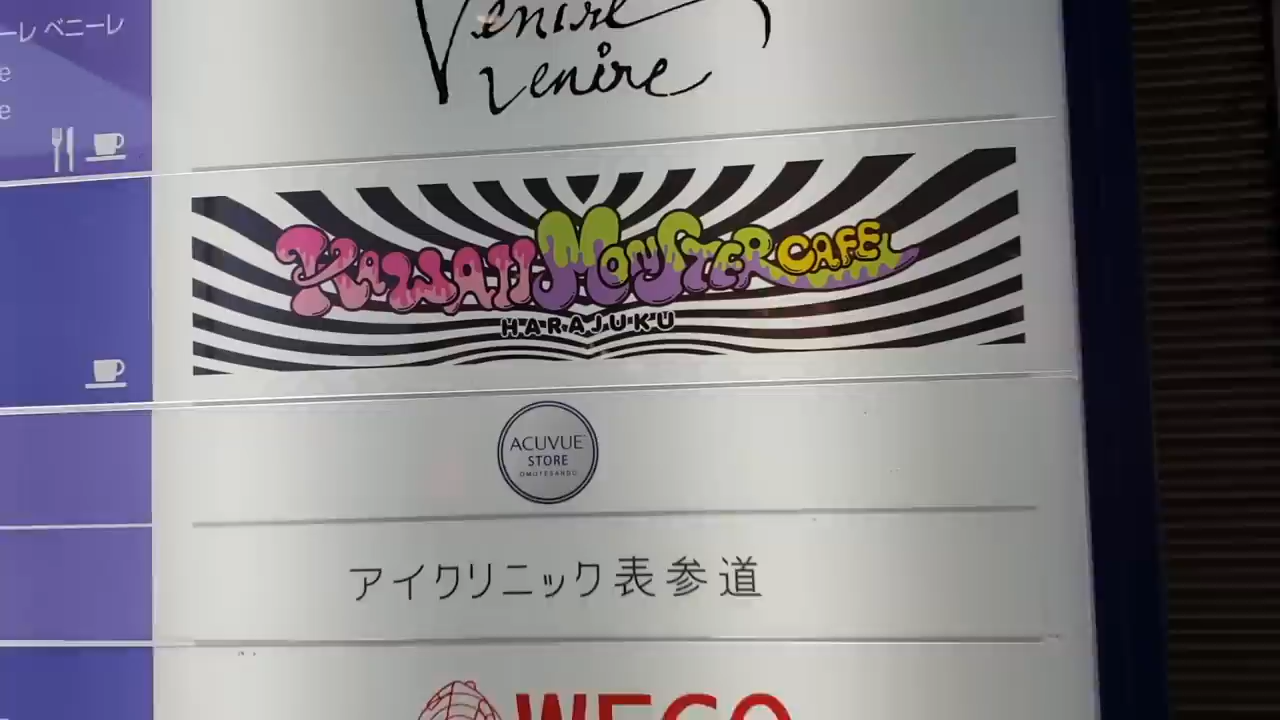 ーレ ベニーレ
Venire
Venire
e
e
KAWAII MONSTER CAFE
HARAJUKU
ACUVUE
STORE
OMOTESANDO
アイクリニック表参道
WEGO